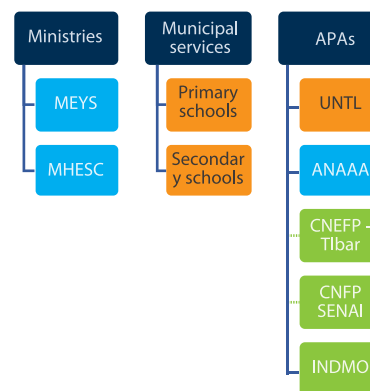 Ministries
MEYS
MHESC
Municipal
services
Primary
schools
Secondar
y schools
APAs
UNTL
ANAAA
CNEFP -
Tlbar
CNFP
SENAI
INDMO